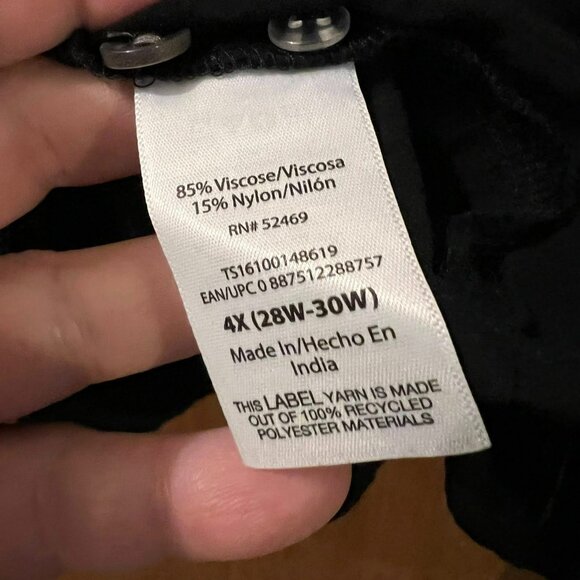 85% Viscose/Viscosa
15% Nylon/Nilón
RN# 52469
TS16100148619
EAN/UPC 0 887512288757
4X (28W-30W)
Made In/Hecho En
India
THIS LABEL YARN IS MADE
OUT OF 100% RECYCLED
POLYESTER MATERIALS